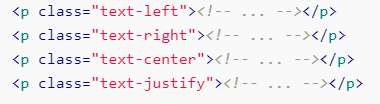 <p class="text-left"><!-- ... --></p>
<p class="text-right"><!-- ... --></p>
<p class="text-center"><!-- ... --></p>
<p class="text-justify"><!-- ... --></p>